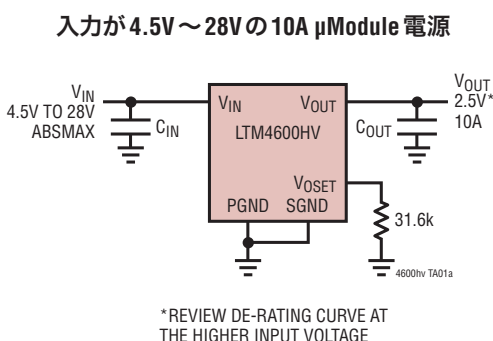 入力が4.5V～28Vの10A µModule電源
VIN
4.5V TO 28V
ABSMAX
CIN
VIN
VOUT
LTM4600HV
VOSET
PGND SGND
COUT
VOUT
2.5V*
10A
31.6k
4600hv TA01a
*REVIEW DE-RATING CURVE AT
THE HIGHER INPUT VOLTAGE